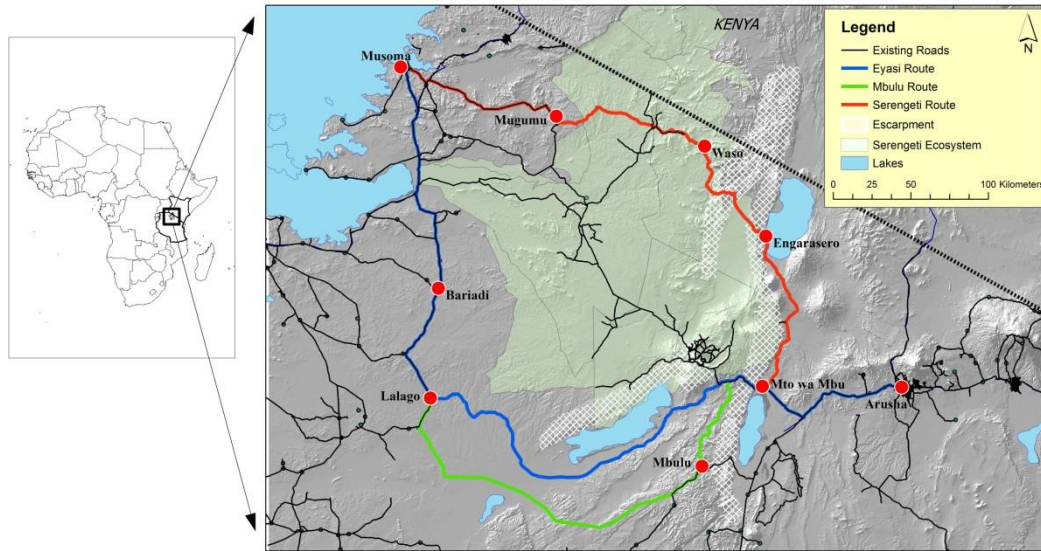 KENYA
Musoma
Mugumu
Waso
Engarasero
Bariadi
Lalago
Mto wa Mbu
Arusha
Mbulu
Legend
N
Existing Roads
Eyasi Route
Mbulu Route
Serengeti Route
Escarpment
Serengeti Ecosystem
Lakes
0 25 50 100 Kilometers